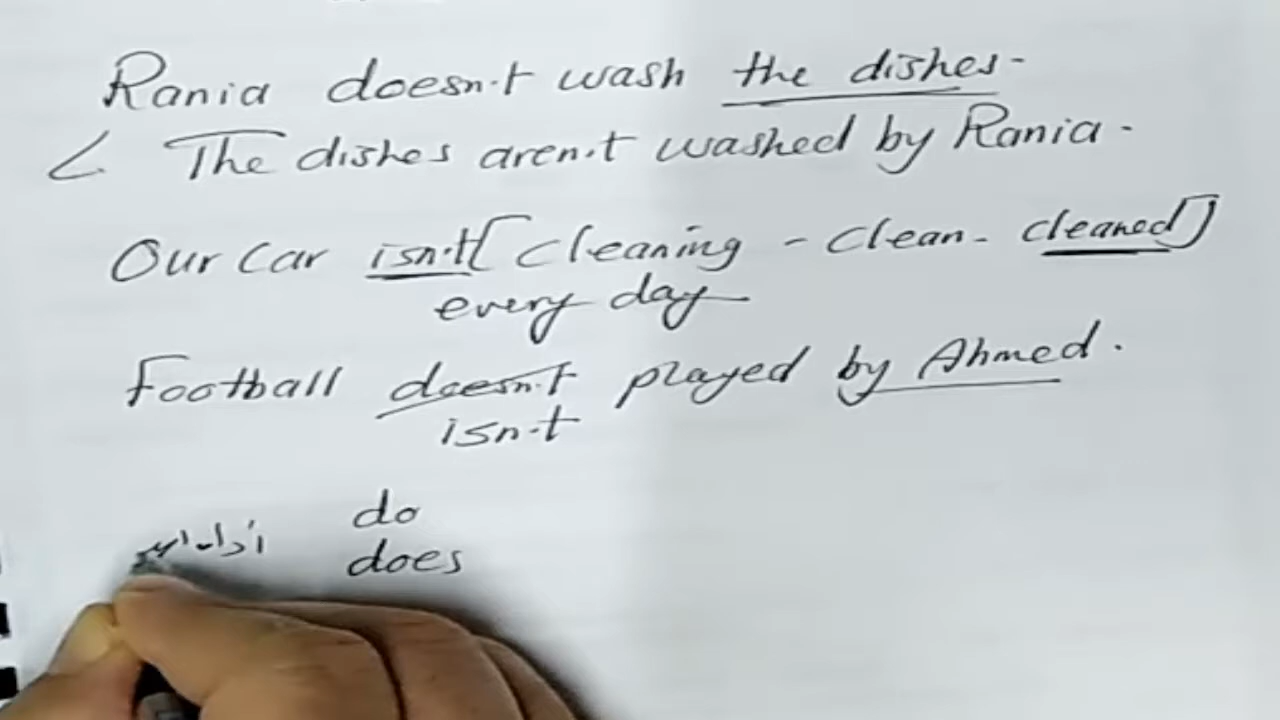 Rania doesn't wash the dishes.
The dishes aren't washed by Rania.
Our car isn't [cleaning - clean - cleaned]
every day
Football doesn't played by Ahmed.
isn't
do
does